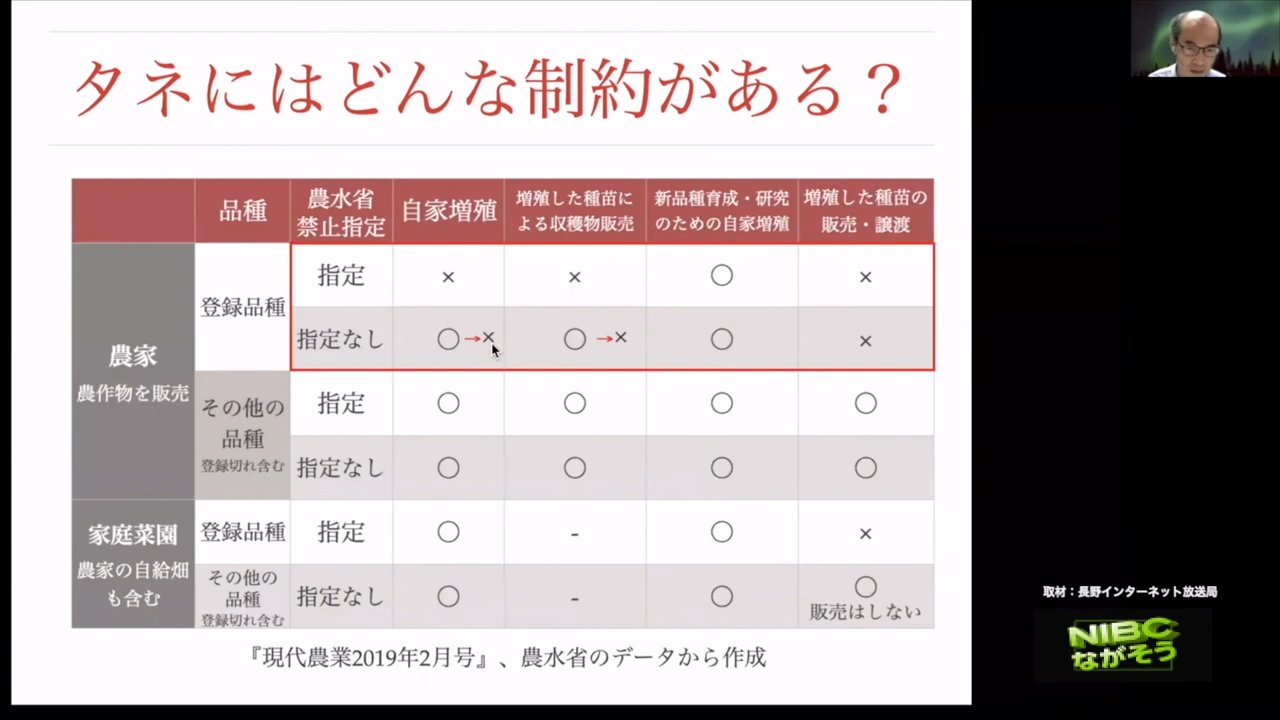 タネにはどんな制約がある?
品種
農水省
禁止指定
自家増殖
増殖した種苗に
よる収穫物販売
新品種育成・研究
のための自家増殖
増殖した種苗の
販売・譲渡
農家
農作物を販売
登録品種
指定
×
×
○
×
指定なし
○→×
○→×
○
×
その他の
品種
登録切れ含む
指定
○
○
○
○
指定なし
○
○
○
○
家庭菜園
農家の自給畑
も含む
登録品種
指定
○
-
○
×
その他の
品種
登録切れ含む
指定なし
○
-
○
○
販売はしない
『現代農業2019年2月号』、農水省のデータから作成
取材:長野インターネット放送局
NIBC
ながそう